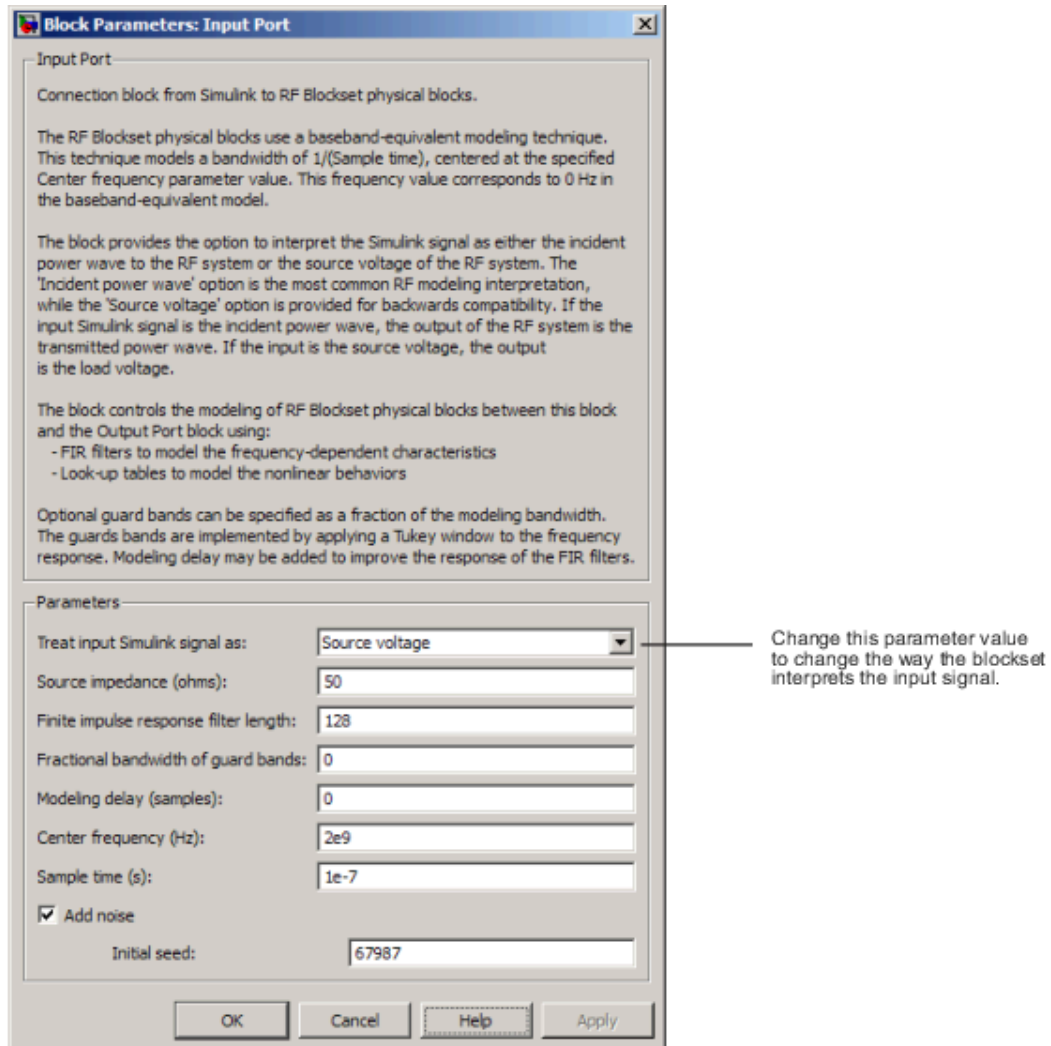 Block Parameters: Input Port
Input Port
Connection block from Simulink to RF Blockset physical blocks.
The RF Blockset physical blocks use a baseband-equivalent modeling technique.
This technique models a bandwidth of 1/(Sample time), centered at the specified
Center frequency parameter value. This frequency value corresponds to 0 Hz in
the baseband-equivalent model.
The block provides the option to interpret the Simulink signal as either the incident
power wave to the RF system or the source voltage of the RF system. The
'Incident power wave' option is the most common RF modeling interpretation,
while the 'Source voltage' option is provided for backwards compatibility. If the
input Simulink signal is the incident power wave, the output of the RF system is the
transmitted power wave. If the input is the source voltage, the output
is the load voltage.
The block controls the modeling of RF Blockset physical blocks between this block
and the Output Port block using:
- FIR filters to model the frequency-dependent characteristics
- Look-up tables to model the nonlinear behaviors
Optional guard bands can be specified as a fraction of the modeling bandwidth.
The guards bands are implemented by applying a Tukey window to the frequency
response. Modeling delay may be added to improve the response of the FIR filters.
Parameters
Treat input Simulink signal as: Source voltage
Source impedance (ohms): 50
Finite impulse response filter length: 128
Fractional bandwidth of guard bands: 0
Modeling delay (samples): 0
Center frequency (Hz): 2e9
Sample time (s): 1e-7
Add noise
Initial seed: 67987
OK Cancel Help Apply
Change this parameter value
to change the way the blockset
interprets the input signal.